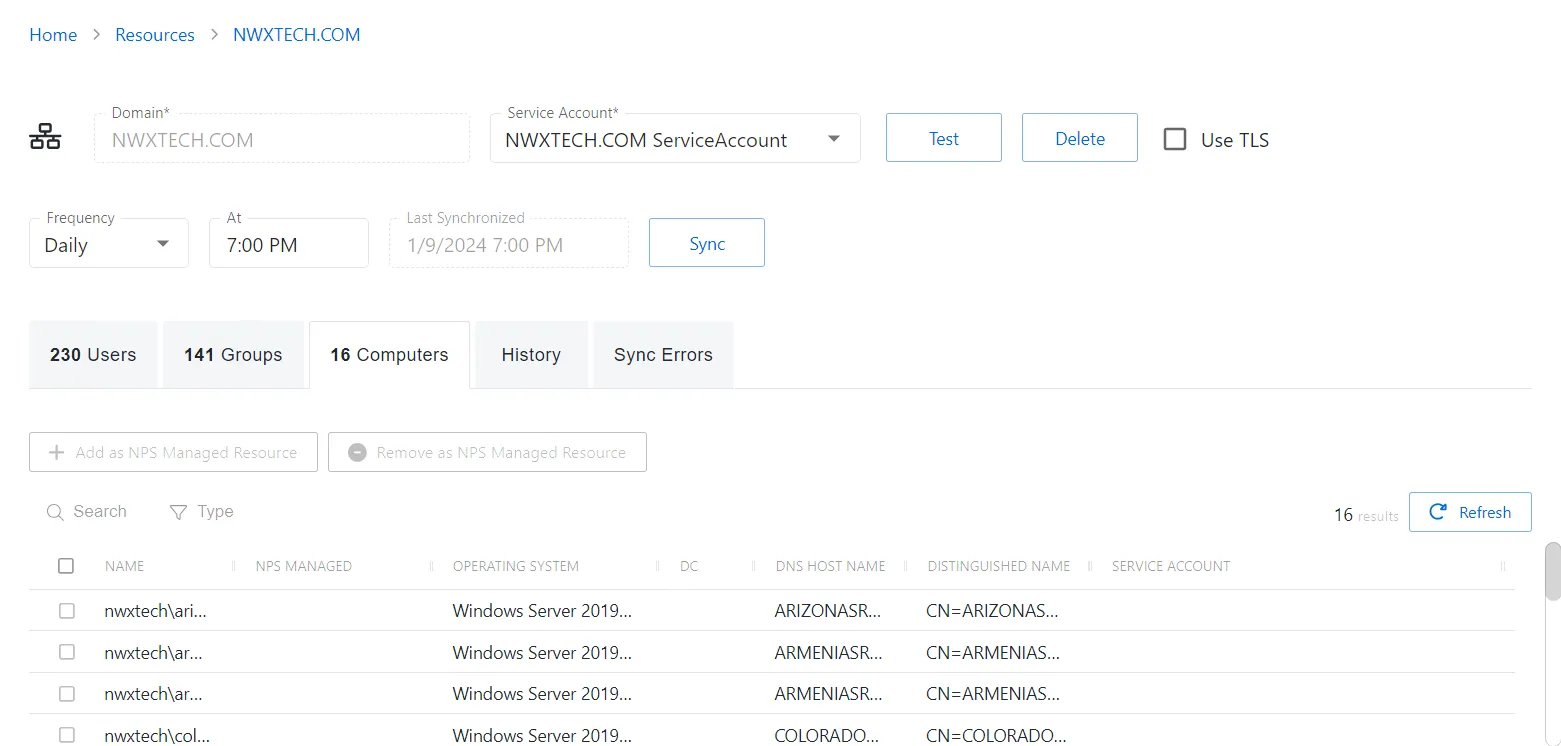 Home > Resources > NWXTECH.COM
Domain* Service Account*
NWXTECH.COM NWXTECH.COM ServiceAccount Test Delete Use TLS
Frequency At Last Synchronized
Daily 7:00 PM 1/9/2024 7:00 PM Sync
230 Users 141 Groups 16 Computers History Sync Errors
Add as NPS Managed Resource Remove as NPS Managed Resource
Search Type 16 results Refresh
NAME NPS MANAGED OPERATING SYSTEM DC DNS HOST NAME DISTINGUISHED NAME SERVICE ACCOUNT
nwxtech\ari... Windows Server 2019... ARIZONASR... CN=ARIZONAS...
nwxtech\ar... Windows Server 2019... ARMENIASR... CN=ARMENIAS...
nwxtech\ar... Windows Server 2019... ARMENIASR... CN=ARMENIAS...
nwxtech\col... Windows Server 2019... COLORADO... CN=COLORADO...